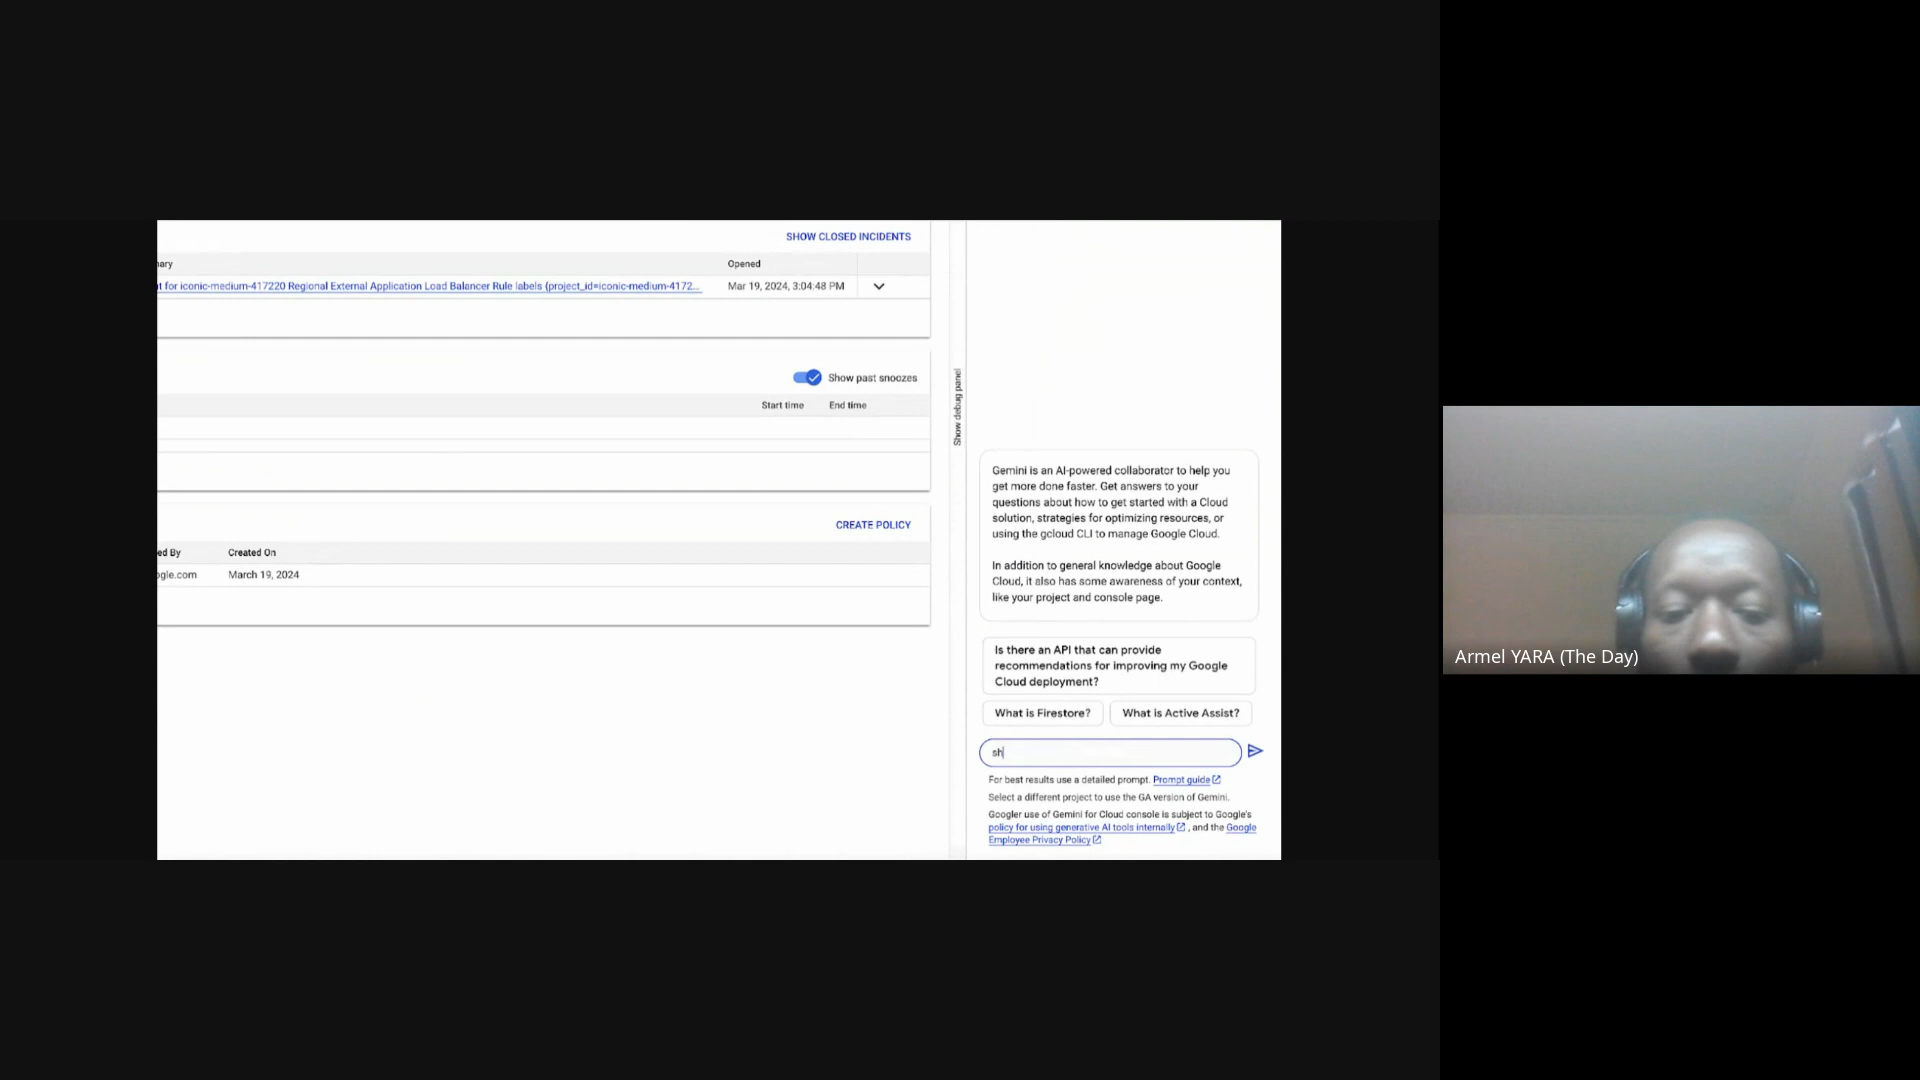 SHOW CLOSED INCIDENTS
Opened
t for iconic-medium-417220 Regional External Application Load Balancer Rule labels {project_id=iconic-medium-4172...
Mar 19, 2024, 3:04:48 PM
Show past snoozes
Start time End time
Show debug panel
CREATE POLICY
ed By Created On
ogle.com March 19, 2024
Gemini is an AI-powered collaborator to help you
get more done faster. Get answers to your
questions about how to get started with a Cloud
solution, strategies for optimizing resources, or
using the gcloud CLI to manage Google Cloud.
In addition to general knowledge about Google
Cloud, it also has some awareness of your context,
like your project and console page.
Is there an API that can provide
recommendations for improving my Google
Cloud deployment?
What is Firestore?
What is Active Assist?
sh
For best results use a detailed prompt. Prompt guide
Select a different project to use the GA version of Gemini.
Googler use of Gemini for Cloud console is subject to Google's
policy for using generative AI tools internally , and the Google
Employee Privacy Policy
Armel YARA (The Day)